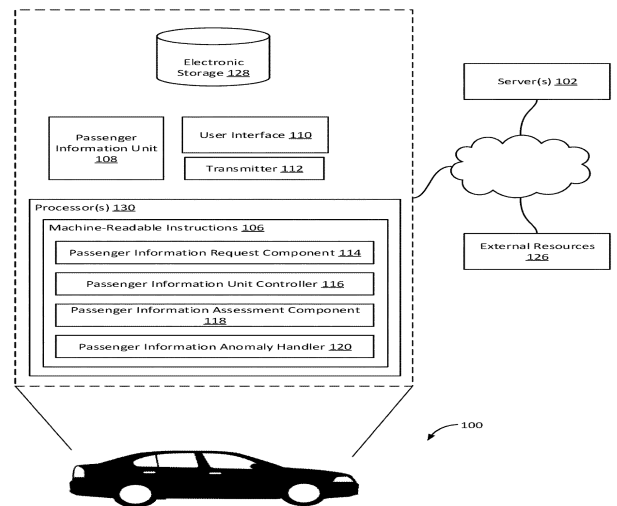 Electronic
Storage 128
Server(s) 102
Passenger
Information Unit
108
User Interface 110
Transmitter 112
Processor(s) 130
Machine-Readable Instructions 106
Passenger Information Request Component 114
Passenger Information Unit Controller 116
Passenger Information Assessment Component
118
Passenger Information Anomaly Handler 120
External Resources
126
100